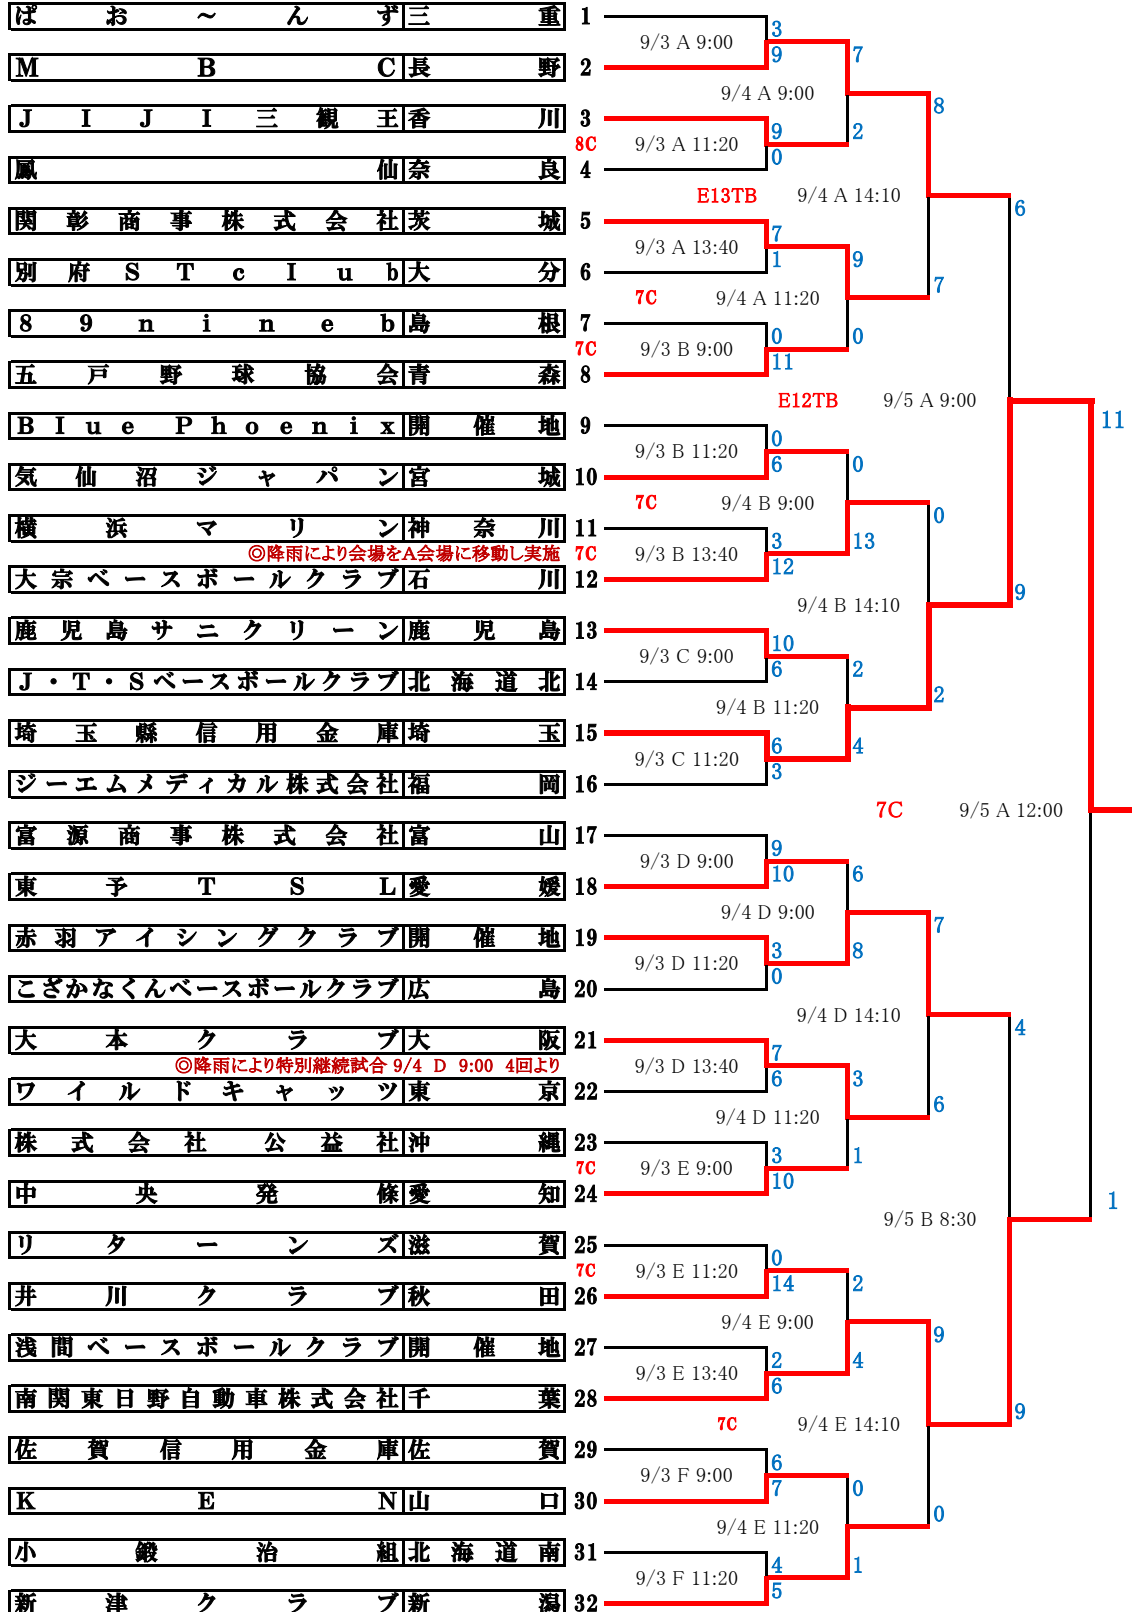 ぱお～んず 三重 1
3
9/3 A 9:00
9 7
MBC 長野 2
9/4 A 9:00
8
JIJI三観王 香川 3
9 2
8C 9/3 A 11:20
0
鳳仙 奈良 4
E13TB 9/4 A 14:10
6
関彰商事株式会社 茨城 5
7
9/3 A 13:40
1 9
別府STclub 大分 6
7
7C 9/4 A 11:20
89nineb 島根 7
0 0
7C 9/3 B 9:00
11
五戸野球協会 青森 8
E12TB 9/5 A 9:00
11
Blue Phoenix 開催地 9
0
9/3 B 11:20
6 0
気仙沼ジャパン 宮城 10
7C 9/4 B 9:00
0
横浜マリン 神奈川 11
3 13
◎降雨により会場をA会場に移動し実施 7C 9/3 B 13:40
12
大宗ベースボールクラブ 石川 12
9
9/4 B 14:10
鹿児島サニクリーン 鹿児島 13
10
9/3 C 9:00
6 2
J・T・Sベースボールクラブ 北海道北 14
2
9/4 B 11:20
埼玉縣信用金庫 埼玉 15
6 4
9/3 C 11:20
3
ジーエムメディカル株式会社 福岡 16
7C 9/5 A 12:00
富源商事株式会社 富山 17
9
9/3 D 9:00
10 6
東予TSL 愛媛 18
9/4 D 9:00
7
赤羽アイシングクラブ 開催地 19
3 8
9/3 D 11:20
0
こざかなくんベースボールクラブ 広島 20
9/4 D 14:10
4
大本クラブ 大阪 21
7
◎降雨により特別継続試合 9/4 D 9:00 4回より 9/3 D 13:40
6 3
ワイルドキャッツ 東京 22
6
9/4 D 11:20
株式会社 公益社 沖縄 23
3 1
7C 9/3 E 9:00
10
中央発條 愛知 24
1
9/5 B 8:30
リターンズ 滋賀 25
0
7C 9/3 E 11:20
14 2
井川クラブ 秋田 26
9/4 E 9:00
9
浅間ベースボールクラブ 開催地 27
2 4
9/3 E 13:40
6
南関東日野自動車株式会社 千葉 28
9
7C 9/4 E 14:10
佐賀信用金庫 佐賀 29
6
9/3 F 9:00
7 0
KEN 山口 30
0
9/4 E 11:20
小鍛治組 北海道南 31
4 1
9/3 F 11:20
5
新津クラブ 新潟 32